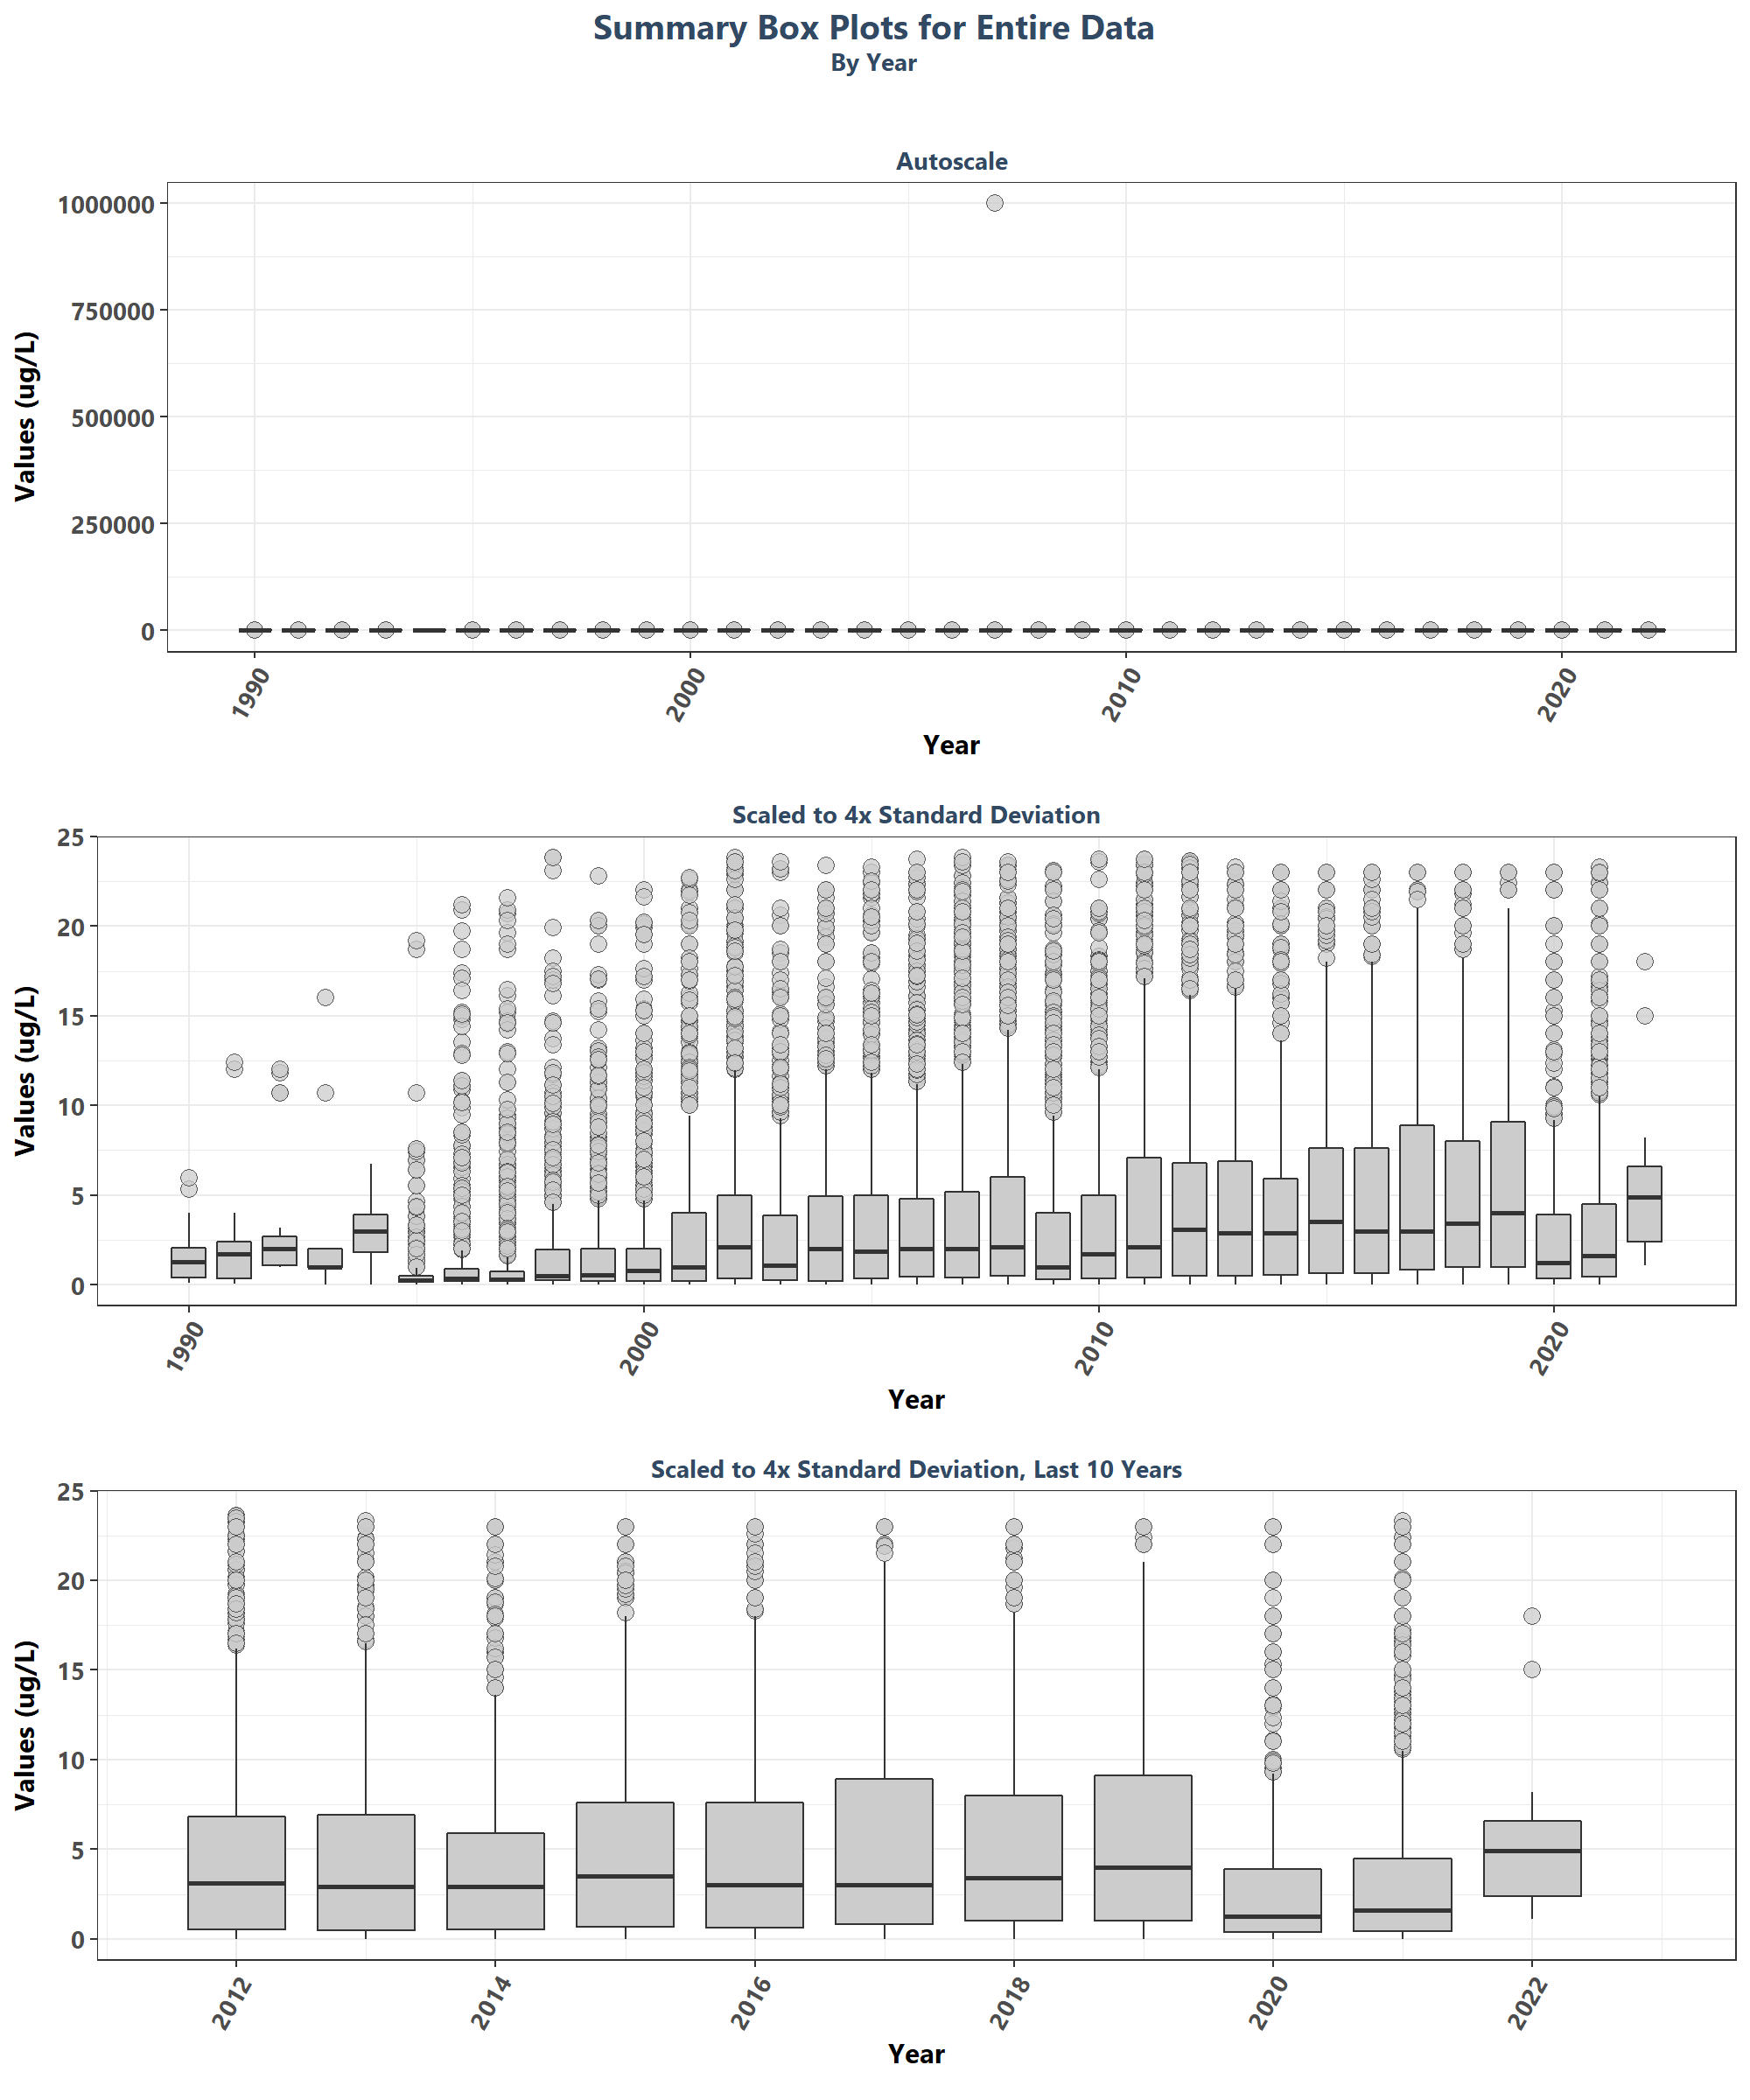 Summary Box Plots for Entire Data
By Year
Autoscale
1000000
750000
500000
250000
0
Values (ug/L)
1990 2000 2010 2020
Year
Scaled to 4x Standard Deviation
25
20
15
10
5
0
Values (ug/L)
1990 2000 2010 2020
Year
Scaled to 4x Standard Deviation, Last 10 Years
25
20
15
10
5
0
Values (ug/L)
2012 2014 2016 2018 2020 2022
Year